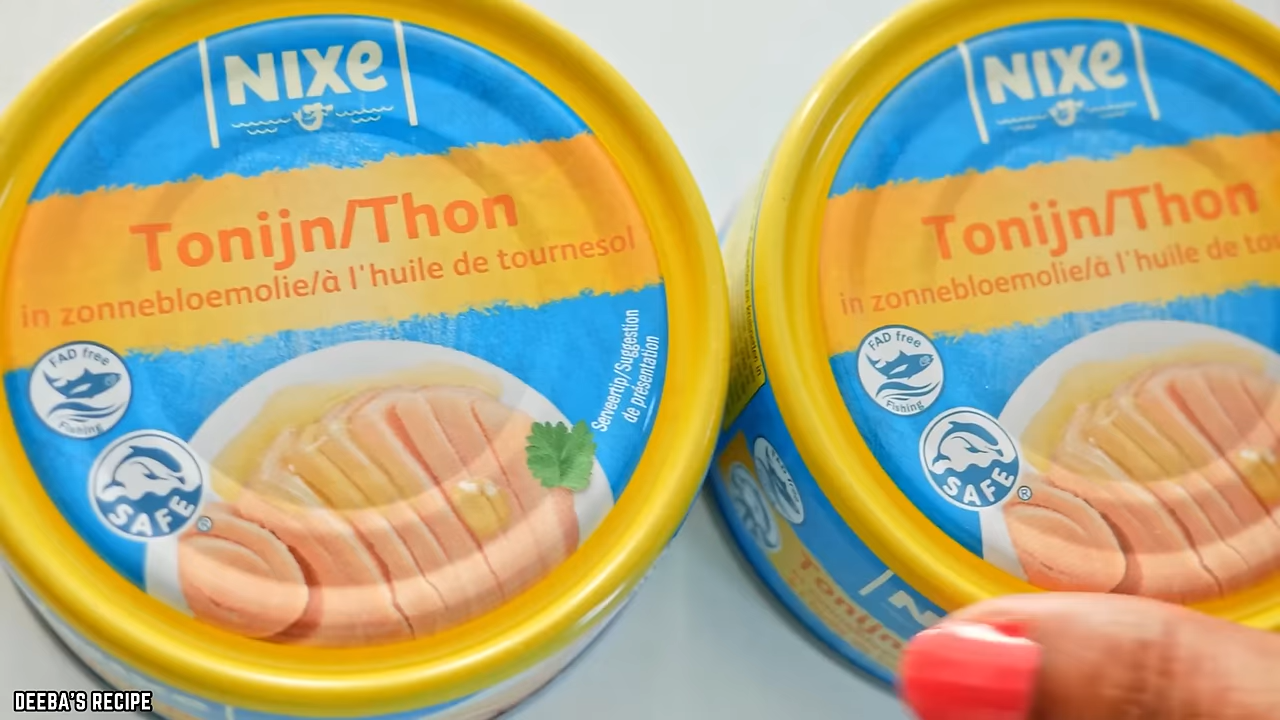 NIXe
Tonijn/Thon
in zonnebloemolie/à l'huile de tournesol
Serveertip/Suggestion
de présentation
FAD free
Fishing
SAFE
®
NIXe
Tonijn/Thon
in zonnebloemolie/à l'huile de
FAD free
Fishing
SAFE
®
Tonijn
DEEBA'S RECIPE